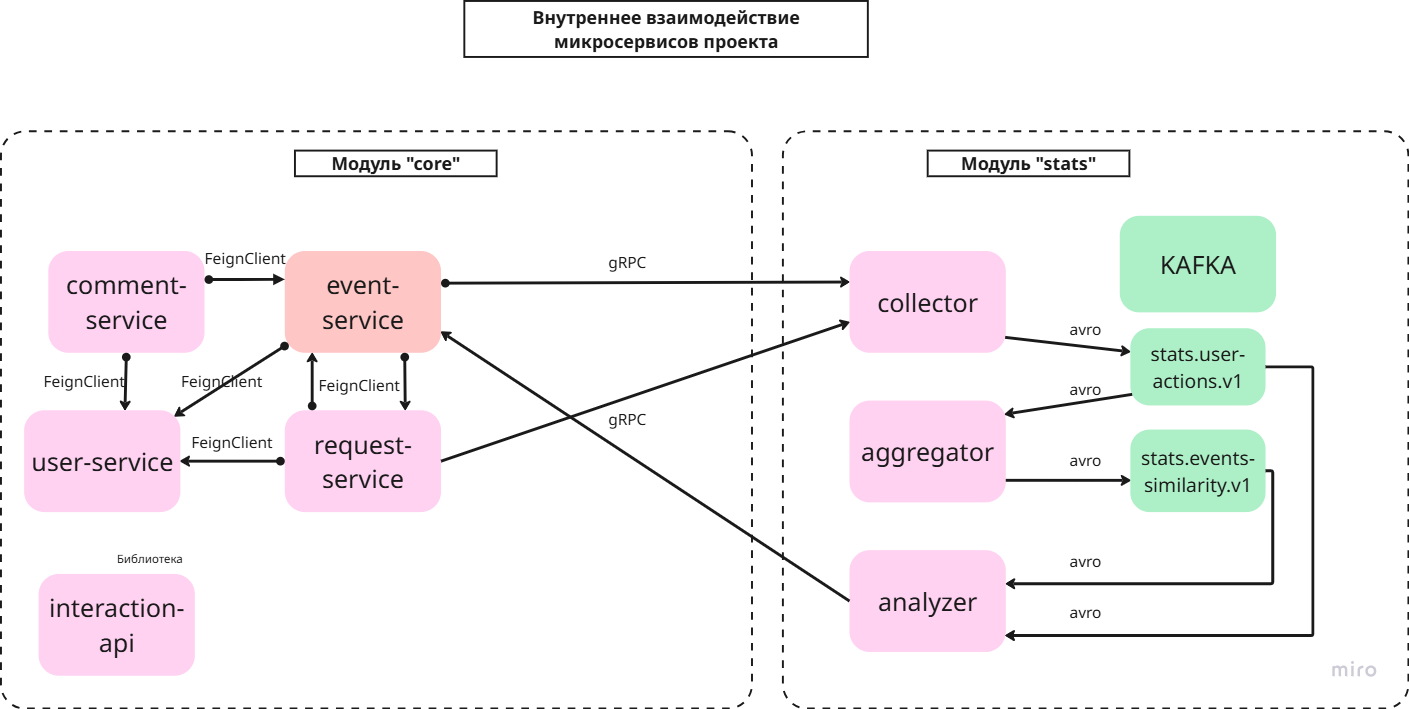 Внутреннее взаимодействие
микросервисов проекта
Модуль "core"
comment-
service
FeignClient
event-
service
FeignClient
FeignClient
FeignClient
user-service
FeignClient
request-
service
Библиотека
interaction-
api
gRPC
gRPC
Модуль "stats"
KAFKA
collector
avro
stats.user-
actions.v1
avro
aggregator
avro
stats.events-
similarity.v1
avro
analyzer
avro
miro